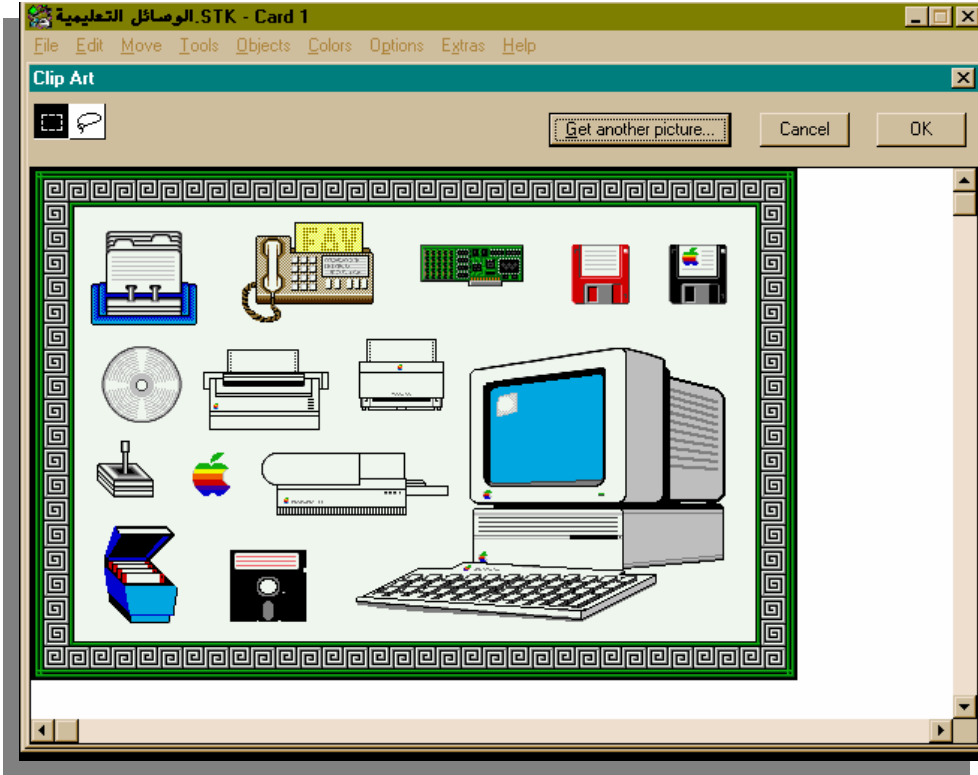 الوسائل التعليمية.STK - Card 1
File Edit Move Tools Objects Colors Options Extras Help
Clip Art
Get another picture... Cancel OK
FAX